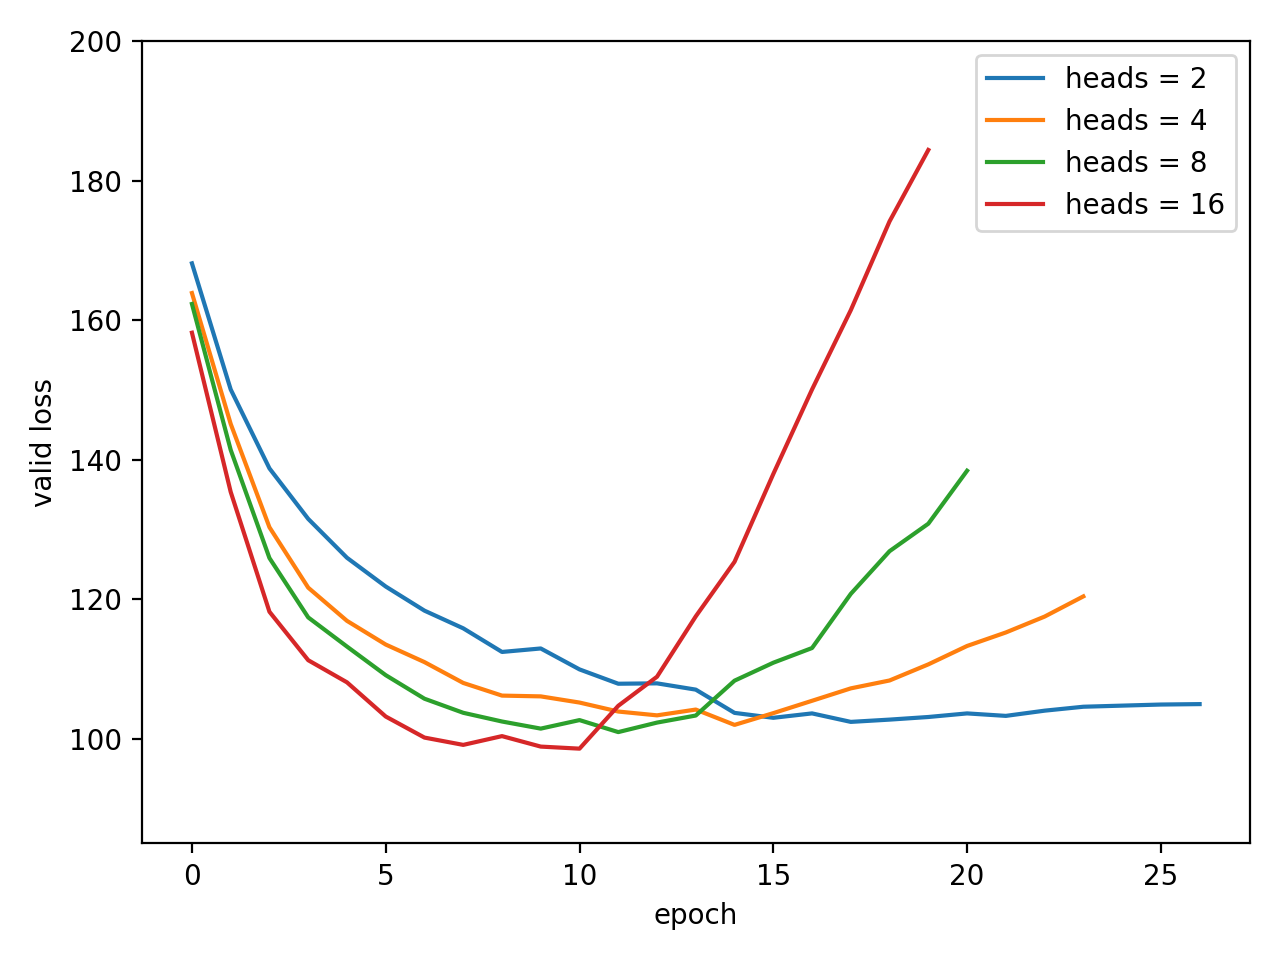 200
180
160
140
120
100
valid loss
heads = 2
heads = 4
heads = 8
heads = 16
0 5 10 15 20 25
epoch